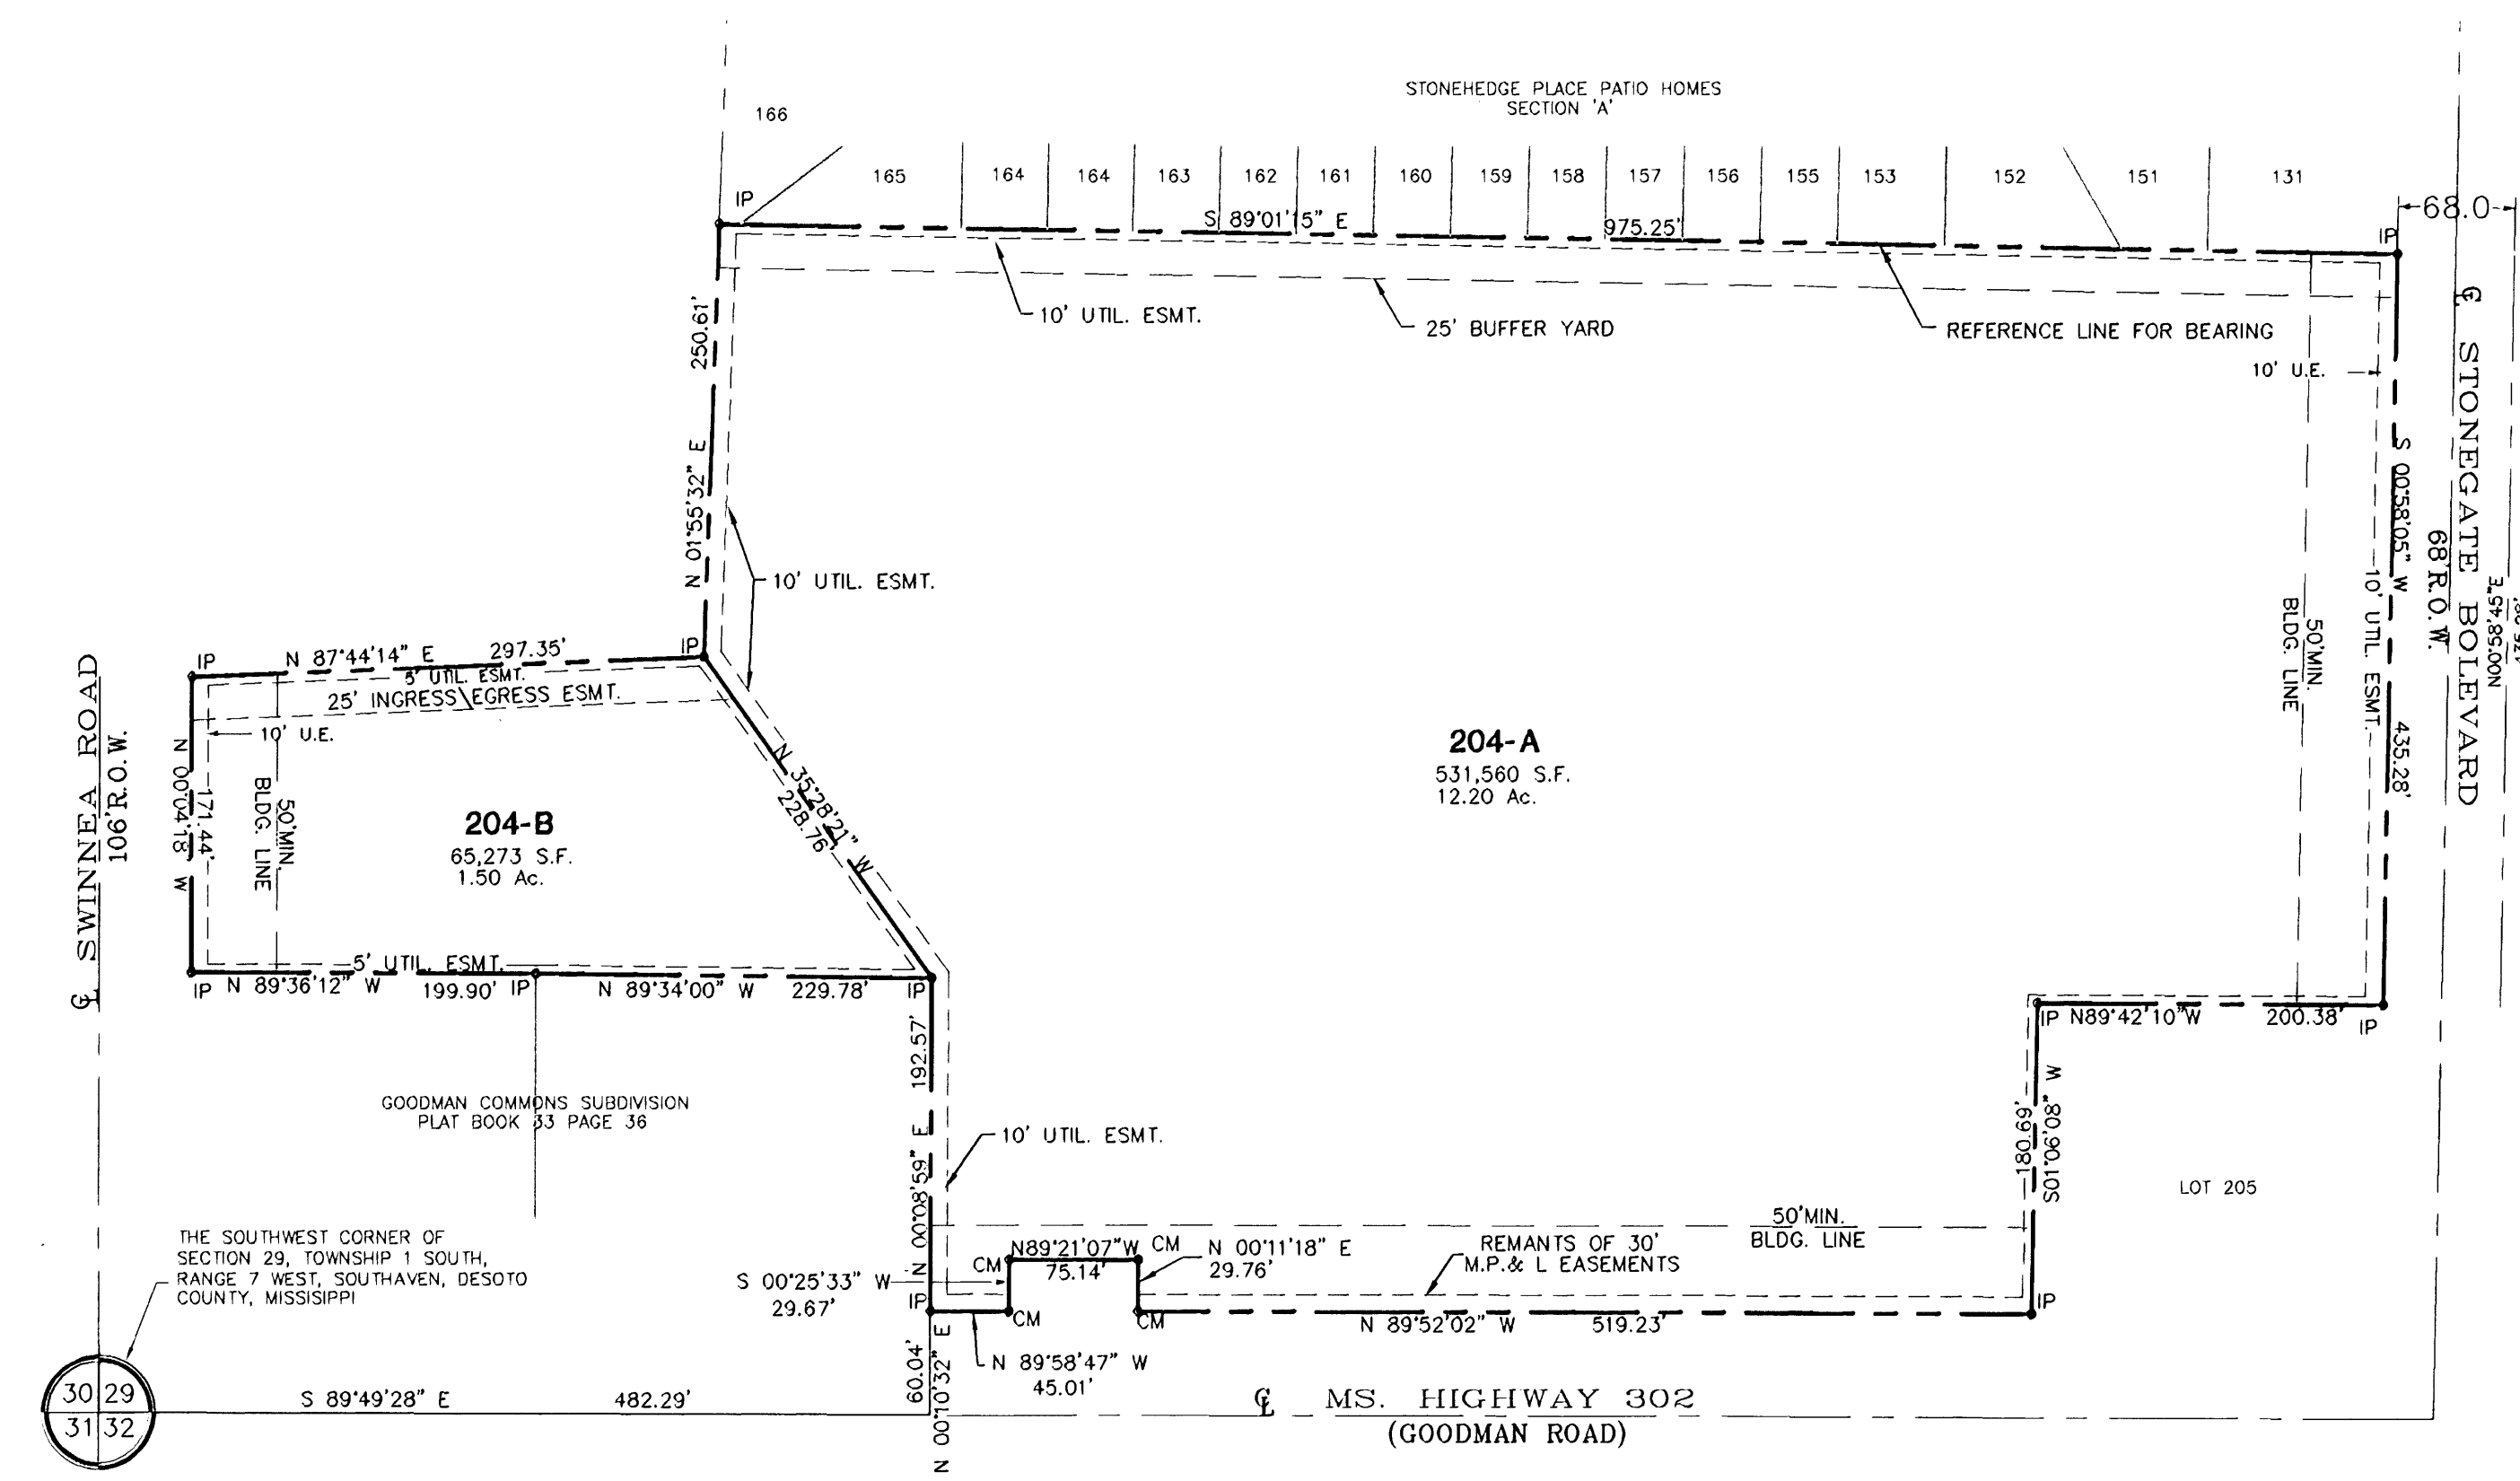 STONEHEDGE PLACE PATIO HOMES
SECTION 'A'
166
165
164
164
163
162
161
160
159
158
157
156
155
153
152
151
131
68.0
IP
S 89°01'15" E
975.25'
IP
10' UTIL. ESMT.
25' BUFFER YARD
REFERENCE LINE FOR BEARING
10' U.E.
250.61'
N 01°55'32" E
10' UTIL. ESMT.
℄ STONEGATE BOLEVARD
68'R.O.W.
N00°58'45"E
S 00°58'05" W
435.28'
10' UTIL. ESMT.
50'MIN.
BLDG. LINE
IP
N 87°44'14" E
297.35'
IP
5' UTIL. ESMT.
25' INGRESS\EGRESS ESMT.
10' U.E.
℄ SWINNEA ROAD
106'R.O.W.
N 00°04'18" W
171.44'
50'MIN.
BLDG. LINE
204-B
65,273 S.F.
1.50 Ac.
N 35°28'21" W
228.76'
204-A
531,560 S.F.
12.20 Ac.
5' UTIL. ESMT.
IP
N 89°36'12" W
199.90'
IP
N 89°34'00" W
229.78'
IP
IP
N89°42'10"W
200.38'
IP
192.57'
N 00°08'59" E
GOODMAN COMMONS SUBDIVISION
PLAT BOOK 33 PAGE 36
10' UTIL. ESMT.
180.69'
S01°06'08" W
LOT 205
50'MIN.
BLDG. LINE
THE SOUTHWEST CORNER OF
SECTION 29, TOWNSHIP 1 SOUTH,
RANGE 7 WEST, SOUTHAVEN, DESOTO
COUNTY, MISSISIPPI
N89°21'07"W
75.14'
CM
CM
N 00°11'18" E
29.76'
REMANTS OF 30'
M.P.& L EASEMENTS
S 00°25'33" W
29.67'
N
IP
CM
CM
N 89°52'02" W
519.23'
IP
N 89°58'47" W
45.01'
60.04'
N 00°10'32" E
30 29
31 32
S 89°49'28" E
482.29'
℄ MS. HIGHWAY 302
(GOODMAN ROAD)